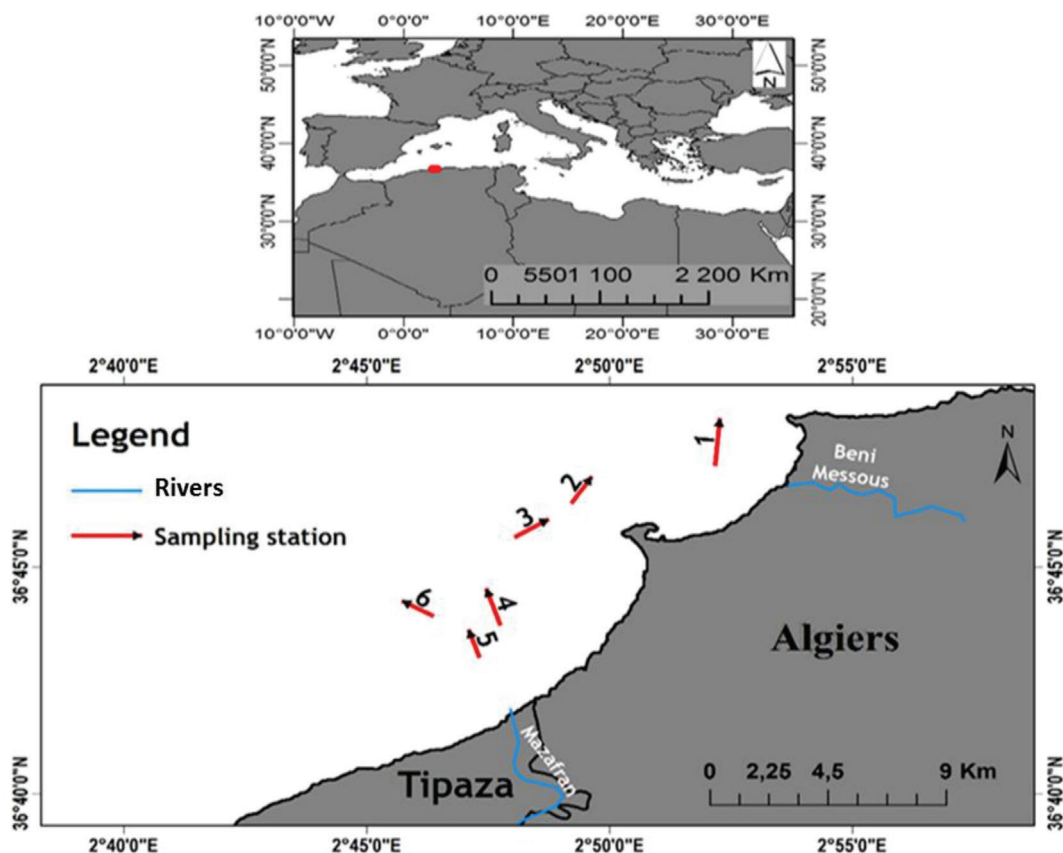 10°0'0"W 0°0'0"E 10°0'0"E 20°0'0"E 30°0'0"E
50°0'0"N 50°0'0"N
40°0'0"N 40°0'0"N
30°0'0"N 30°0'0"N
20°0'0"N
N
0 5501 100 2 200 Km
10°0'0"W 0°0'0"E 10°0'0"E 20°0'0"E 30°0'0"E
2°40'0"E 2°45'0"E 2°50'0"E 2°55'0"E
Legend
Rivers
Sampling station
1
2
3
4
5
6
N
Beni
Messous
36°45'0"N 36°45'0"N
Algiers
Mazafran
Tipaza
0 2,25 4,5 9 Km
36°40'0"N 36°40'0"N
2°40'0"E 2°45'0"E 2°50'0"E 2°55'0"E